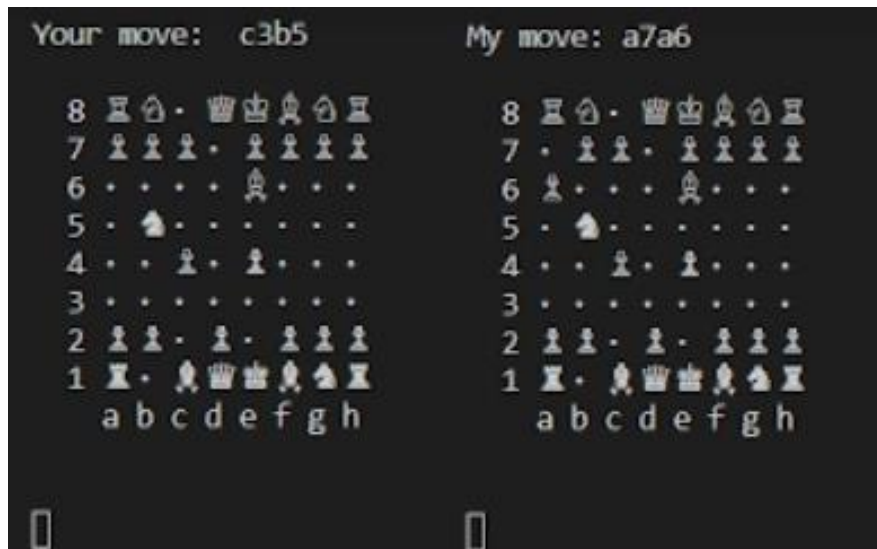 Your move:  c3b5
8 ♖ ♘ · ♕ ♔ ♗ ♘ ♖
7 ♙ ♙ ♙ · ♙ ♙ ♙ ♙
6 · · · · ♗ · · ·
5 · ♞ · · · · · ·
4 · · ♙ · ♟ · · ·
3 · · · · · · · ·
2 ♟ ♟ · ♟ · ♟ ♟ ♟
1 ♜ · ♝ ♛ ♚ ♝ ♞ ♜
a b c d e f g h
My move: a7a6
8 ♖ ♘ · ♕ ♔ ♗ ♘ ♖
7 · ♙ ♙ · ♙ ♙ ♙ ♙
6 ♙ · · · ♗ · · ·
5 · ♞ · · · · · ·
4 · · ♙ · ♟ · · ·
3 · · · · · · · ·
2 ♟ ♟ · ♟ · ♟ ♟ ♟
1 ♜ · ♝ ♛ ♚ ♝ ♞ ♜
a b c d e f g h